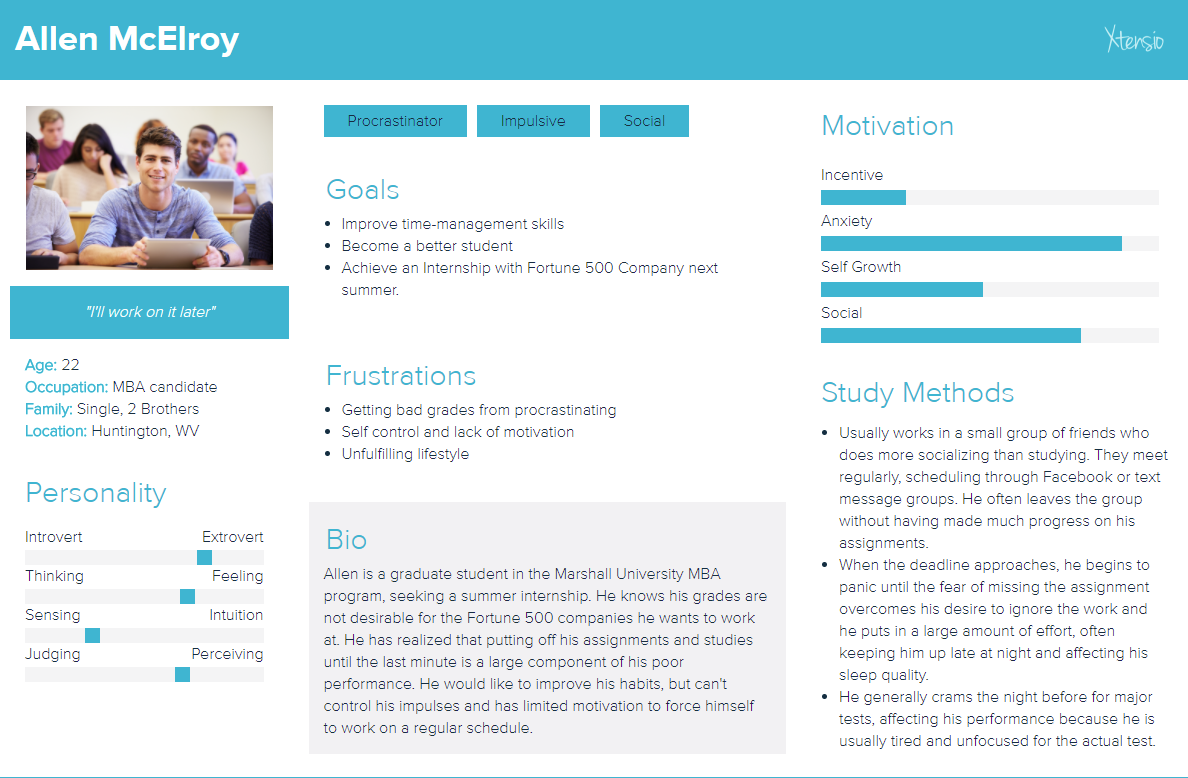 Allen McElroy
Xtensio
"I'll work on it later"
Age: 22
Occupation: MBA candidate
Family: Single, 2 Brothers
Location: Huntington, WV
Personality
Introvert Extrovert
Thinking Feeling
Sensing Intuition
Judging Perceiving
Procrastinator Impulsive Social
Goals
• Improve time-management skills
• Become a better student
• Achieve an Internship with Fortune 500 Company next
summer.
Frustrations
• Getting bad grades from procrastinating
• Self control and lack of motivation
• Unfulfilling lifestyle
Bio
Allen is a graduate student in the Marshall University MBA
program, seeking a summer internship. He knows his grades are
not desirable for the Fortune 500 companies he wants to work
at. He has realized that putting off his assignments and studies
until the last minute is a large component of his poor
performance. He would like to improve his habits, but can't
control his impulses and has limited motivation to force himself
to work on a regular schedule.
Motivation
Incentive
Anxiety
Self Growth
Social
Study Methods
• Usually works in a small group of friends who
does more socializing than studying. They meet
regularly, scheduling through Facebook or text
message groups. He often leaves the group
without having made much progress on his
assignments.
• When the deadline approaches, he begins to
panic until the fear of missing the assignment
overcomes his desire to ignore the work and
he puts in a large amount of effort, often
keeping him up late at night and affecting his
sleep quality.
• He generally crams the night before for major
tests, affecting his performance because he is
usually tired and unfocused for the actual test.